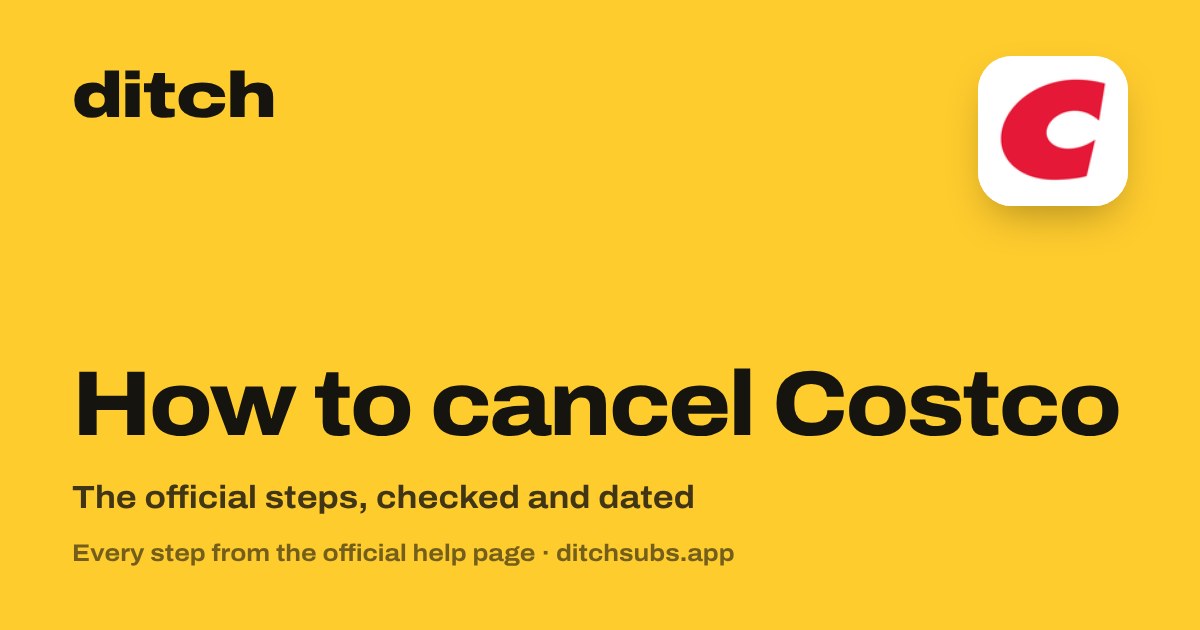 ditch
C
How to cancel Costco
The official steps, checked and dated
Every step from the official help page · ditchsubs.app